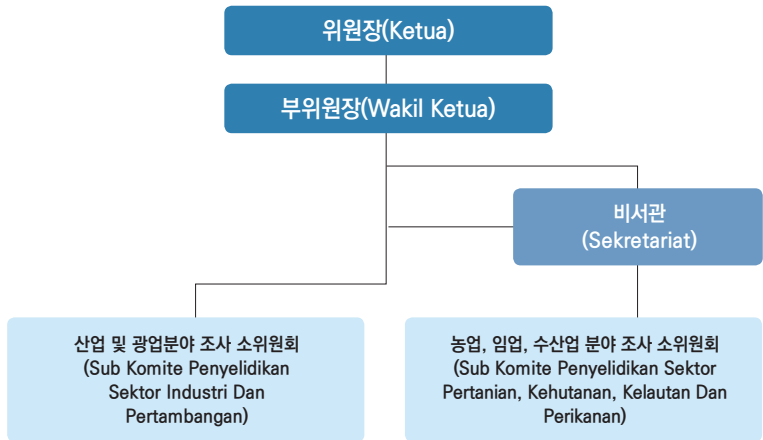 위원장(Ketua)
부위원장(Wakil Ketua)
비서관
(Sekretariat)
산업 및 광업분야 조사 소위원회
(Sub Komite Penyelidikan
Sektor Industri Dan
Pertambangan)
농업, 임업, 수산업 분야 조사 소위원회
(Sub Komite Penyelidikan Sektor
Pertanian, Kehutanan, Kelautan Dan
Perikanan)